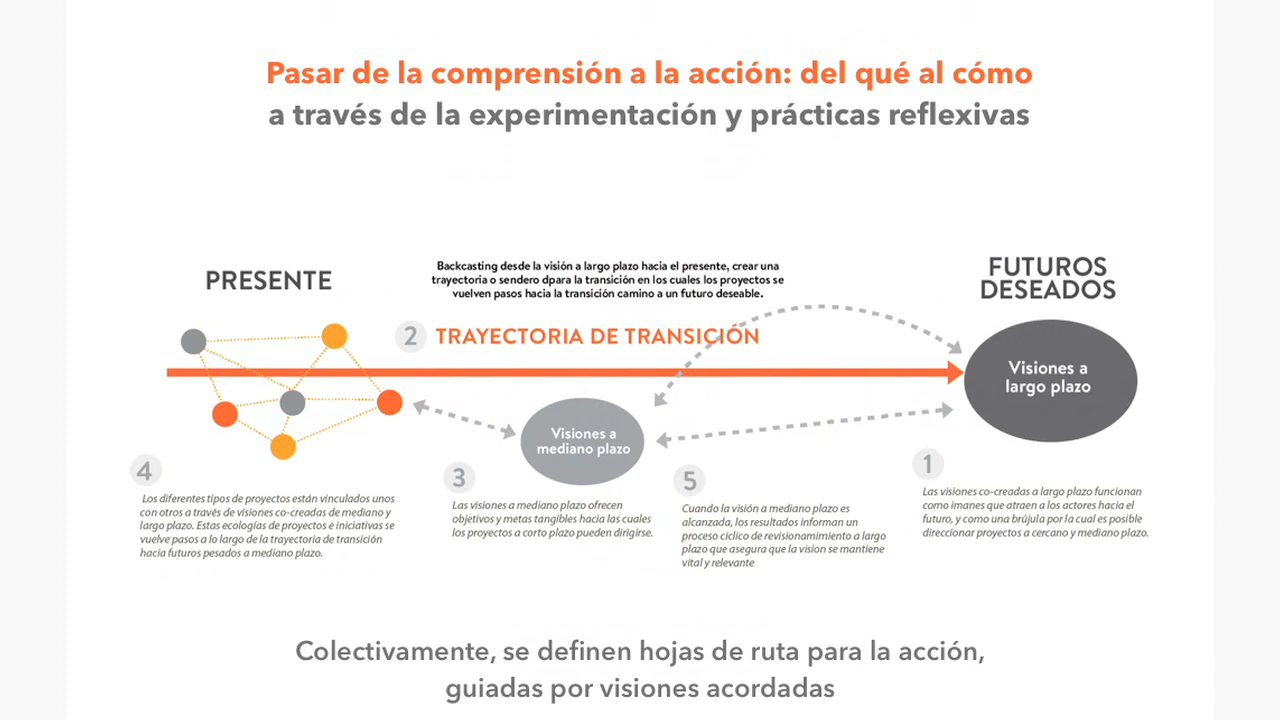 Pasar de la comprensión a la acción: del qué al cómo
a través de la experimentación y prácticas reflexivas
PRESENTE
Backcasting desde la visión a largo plazo hacia el presente, crear una
trayectoria o sendero dpara la transición en los cuales los proyectos se
vuelven pasos hacia la transición camino a un futuro deseable.
FUTUROS
DESEADOS
2 TRAYECTORIA DE TRANSICIÓN
Visiones a
largo plazo
Visiones a
mediano plazo
4
Los diferentes tipos de proyectos están vinculados unos
con otros a través de visiones co-creadas de mediano y
largo plazo. Estas ecologías de proyectos e iniciativas se
vuelve pasos a lo largo de la trayectoria de transición
hacia futuros pesados a mediano plazo.
3
Las visiones a mediano plazo ofrecen
objetivos y metas tangibles hacia las cuales
los proyectos a corto plazo pueden dirigirse.
5
Cuando la visión a mediano plazo es
alcanzada, los resultados informan un
proceso cíclico de revisionamimiento a largo
plazo que asegura que la vision se mantiene
vital y relevante
1
Las visiones co-creadas a largo plazo funcionan
como imanes que atraen a los actores hacia el
futuro, y como una brújula por la cual es posible
direccionar proyectos a cercano y mediano plazo.
Colectivamente, se definen hojas de ruta para la acción,
guiadas por visiones acordadas